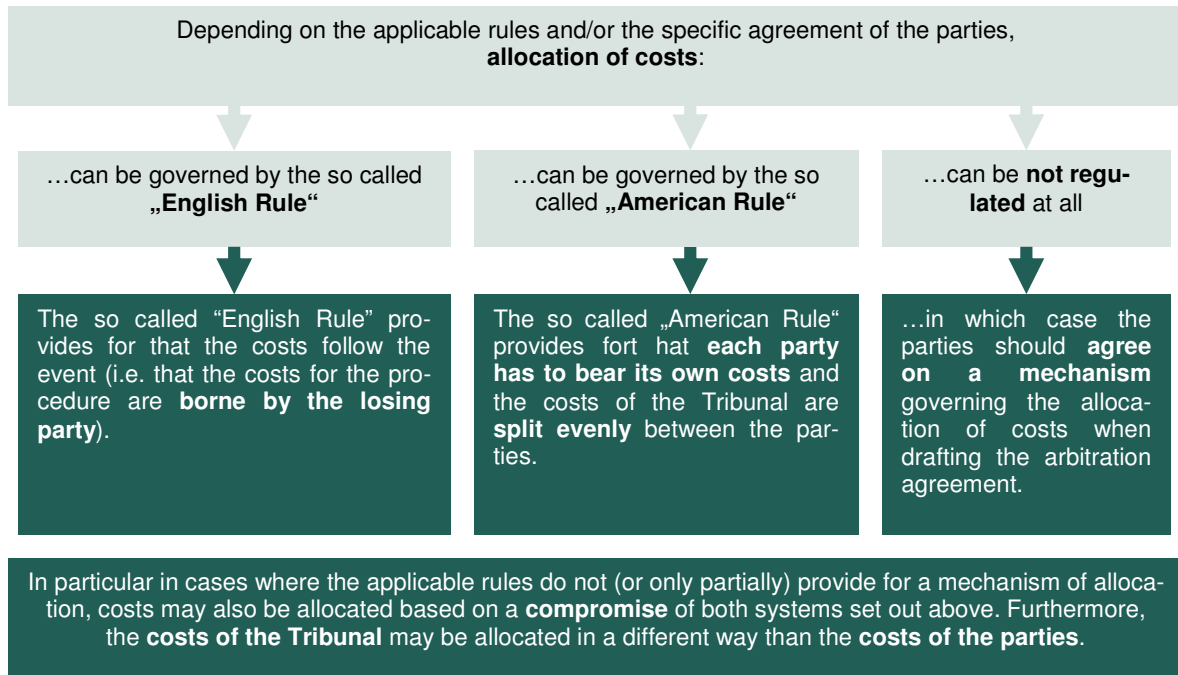 Depending on the applicable rules and/or the specific agreement of the parties,
allocation of costs:
…can be governed by the so called
„English Rule“
…can be governed by the so
called „American Rule“
…can be not regu-
lated at all
The so called “English Rule” pro-
vides for that the costs follow the
event (i.e. that the costs for the pro-
cedure are borne by the losing
party).
The so called „American Rule“
provides fort hat each party
has to bear its own costs and
the costs of the Tribunal are
split evenly between the par-
ties.
…in which case the
parties should agree
on a mechanism
governing the alloca-
tion of costs when
drafting the arbitration
agreement.
In particular in cases where the applicable rules do not (or only partially) provide for a mechanism of alloca-
tion, costs may also be allocated based on a compromise of both systems set out above. Furthermore,
the costs of the Tribunal may be allocated in a different way than the costs of the parties.